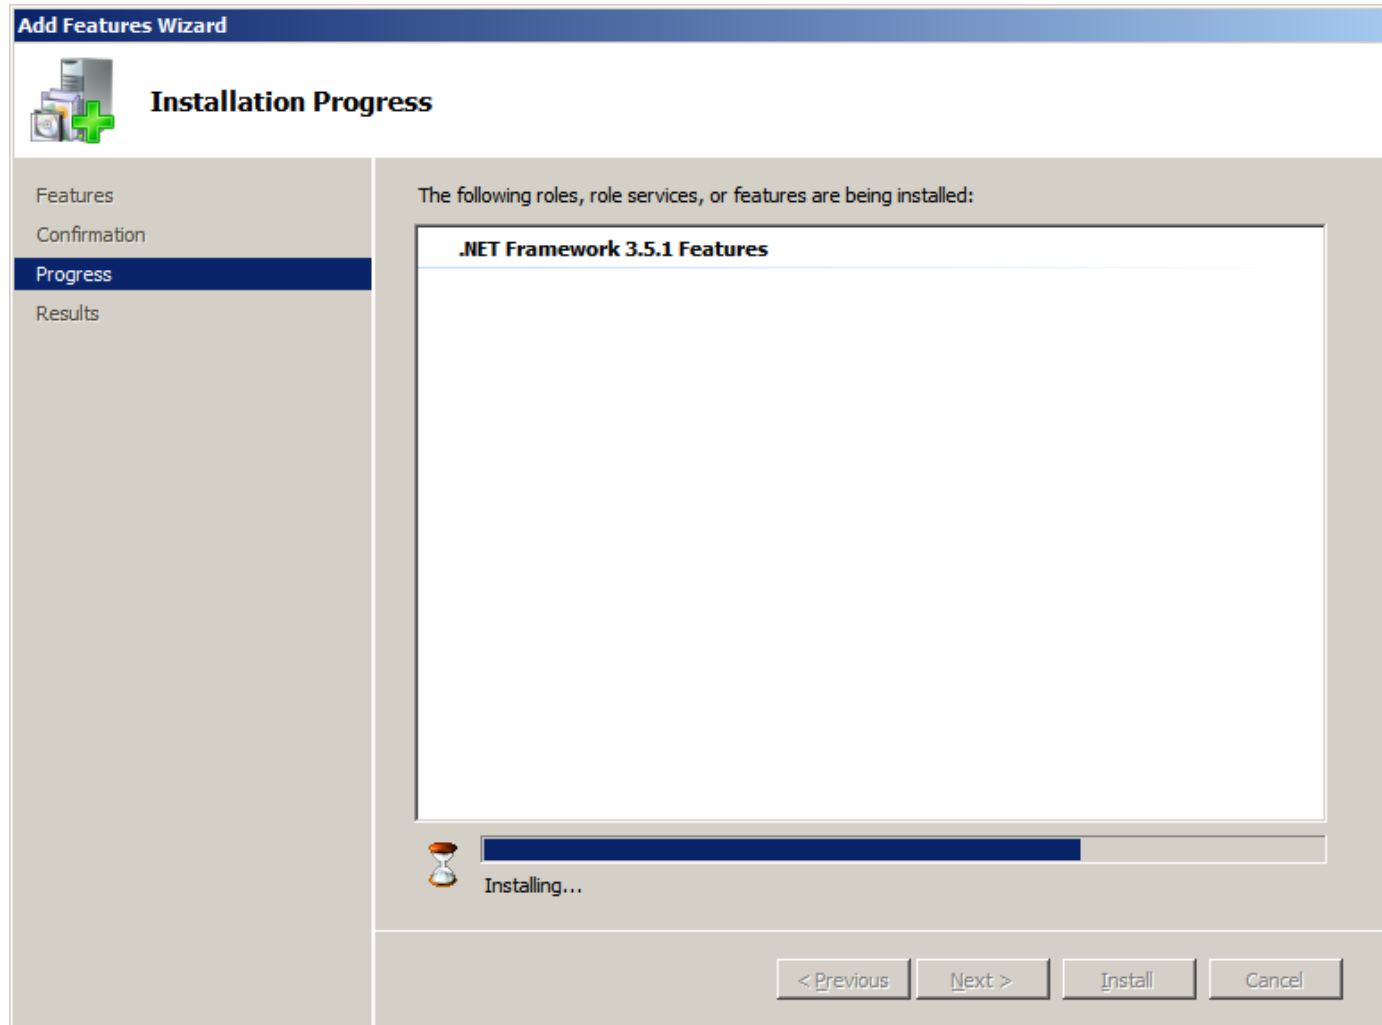 Add Features Wizard
Installation Progress
Features
Confirmation
Progress
Results
The following roles, role services, or features are being installed:
.NET Framework 3.5.1 Features
Installing...
< Previous
Next >
Install
Cancel